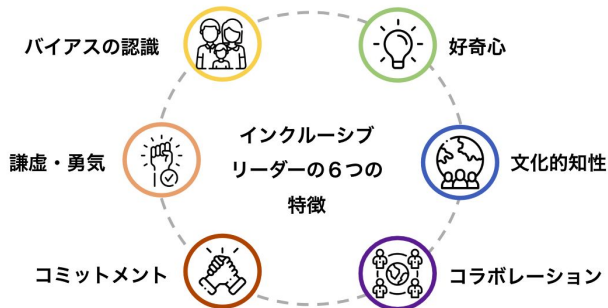 バイアスの認識
好奇心
謙虚・勇気
インクルーシブ
リーダーの６つの
特徴
文化的知性
コミットメント
コラボレーション